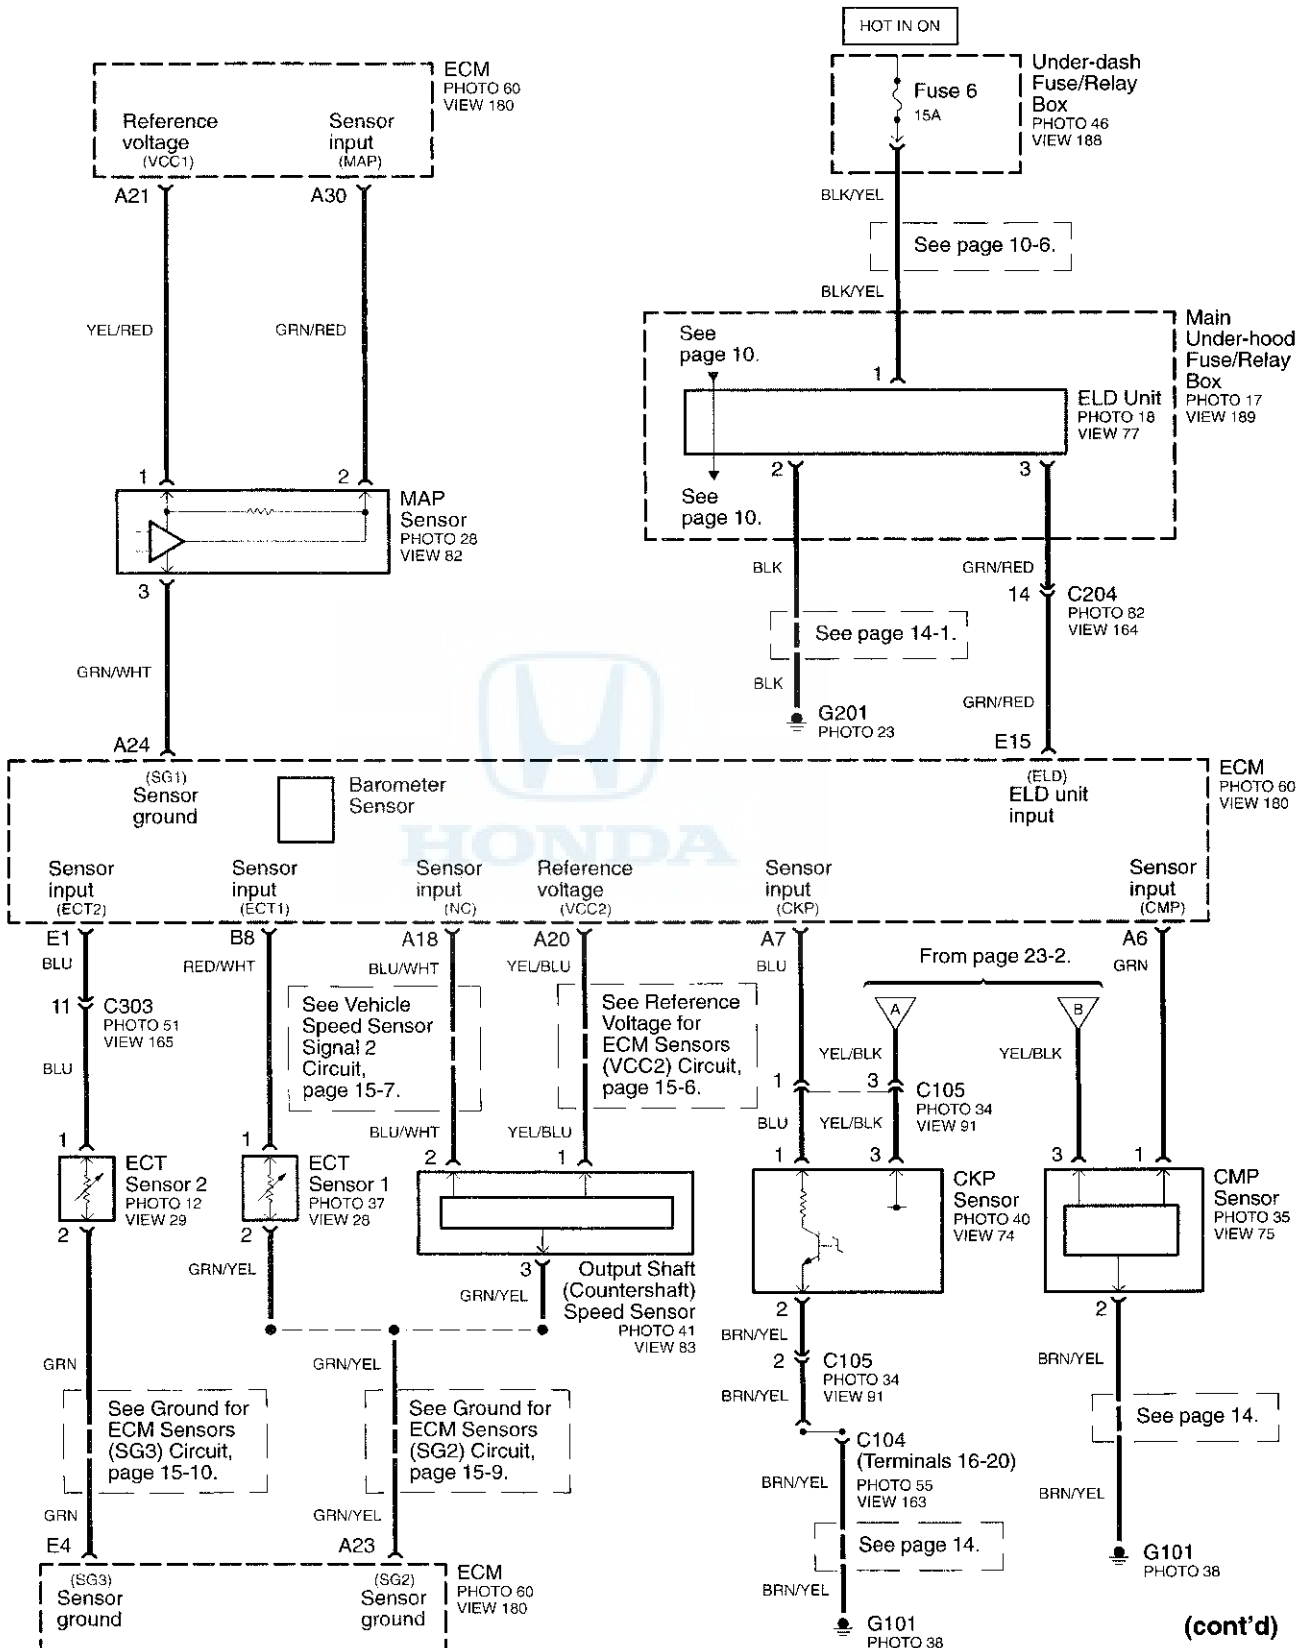 HOT IN ON
ECM
PHOTO 60
VIEW 180
Reference
voltage
(VCC1)
Sensor
input
(MAP)
A21
A30
Fuse 6
15A
Under-dash
Fuse/Relay
Box
PHOTO 46
VIEW 188
BLK/YEL
See page 10-6.
BLK/YEL
YEL/RED
GRN/RED
See
page 10.
1
Main
Under-hood
Fuse/Relay
Box
PHOTO 17
VIEW 189
ELD Unit
PHOTO 18
VIEW 77
2
3
See
page 10.
1
2
MAP
Sensor
PHOTO 28
VIEW 82
3
BLK
GRN/RED
14
C204
PHOTO 82
VIEW 164
See page 14-1.
GRN/WHT
BLK
GRN/RED
G201
PHOTO 23
A24
E15
(SG1)
Sensor
ground
Barometer
Sensor
(ELD)
ELD unit
input
ECM
PHOTO 60
VIEW 180
HONDA
Sensor
input
(ECT2)
Sensor
input
(ECT1)
Sensor
input
(NC)
Reference
voltage
(VCC2)
Sensor
input
(CKP)
Sensor
input
(CMP)
E1
B8
A18
A20
A7
A6
BLU
RED/WHT
BLU/WHT
YEL/BLU
BLU
From page 23-2.
GRN
11
C303
PHOTO 51
VIEW 165
See Vehicle
Speed Sensor
Signal 2
Circuit,
page 15-7.
See Reference
Voltage for
ECM Sensors
(VCC2) Circuit,
page 15-6.
A
B
YEL/BLK
YEL/BLK
BLU
1
3
C105
PHOTO 34
VIEW 91
BLU/WHT
YEL/BLU
BLU
YEL/BLK
1
1
2
1
1
3
3
1
ECT
Sensor 2
PHOTO 12
VIEW 29
ECT
Sensor 1
PHOTO 37
VIEW 28
CKP
Sensor
PHOTO 40
VIEW 74
CMP
Sensor
PHOTO 35
VIEW 75
2
2
GRN/YEL
3
GRN/YEL
Output Shaft
(Countershaft)
Speed Sensor
PHOTO 41
VIEW 83
2
2
BRN/YEL
2
C105
PHOTO 34
VIEW 91
BRN/YEL
GRN
GRN/YEL
BRN/YEL
See Ground for
ECM Sensors
(SG3) Circuit,
page 15-10.
See Ground for
ECM Sensors
(SG2) Circuit,
page 15-9.
See page 14.
C104
(Terminals 16-20)
PHOTO 55
VIEW 163
BRN/YEL
BRN/YEL
GRN
GRN/YEL
See page 14.
E4
A23
G101
PHOTO 38
(SG3)
Sensor
ground
(SG2)
Sensor
ground
ECM
PHOTO 60
VIEW 180
BRN/YEL
G101
PHOTO 38
(cont'd)